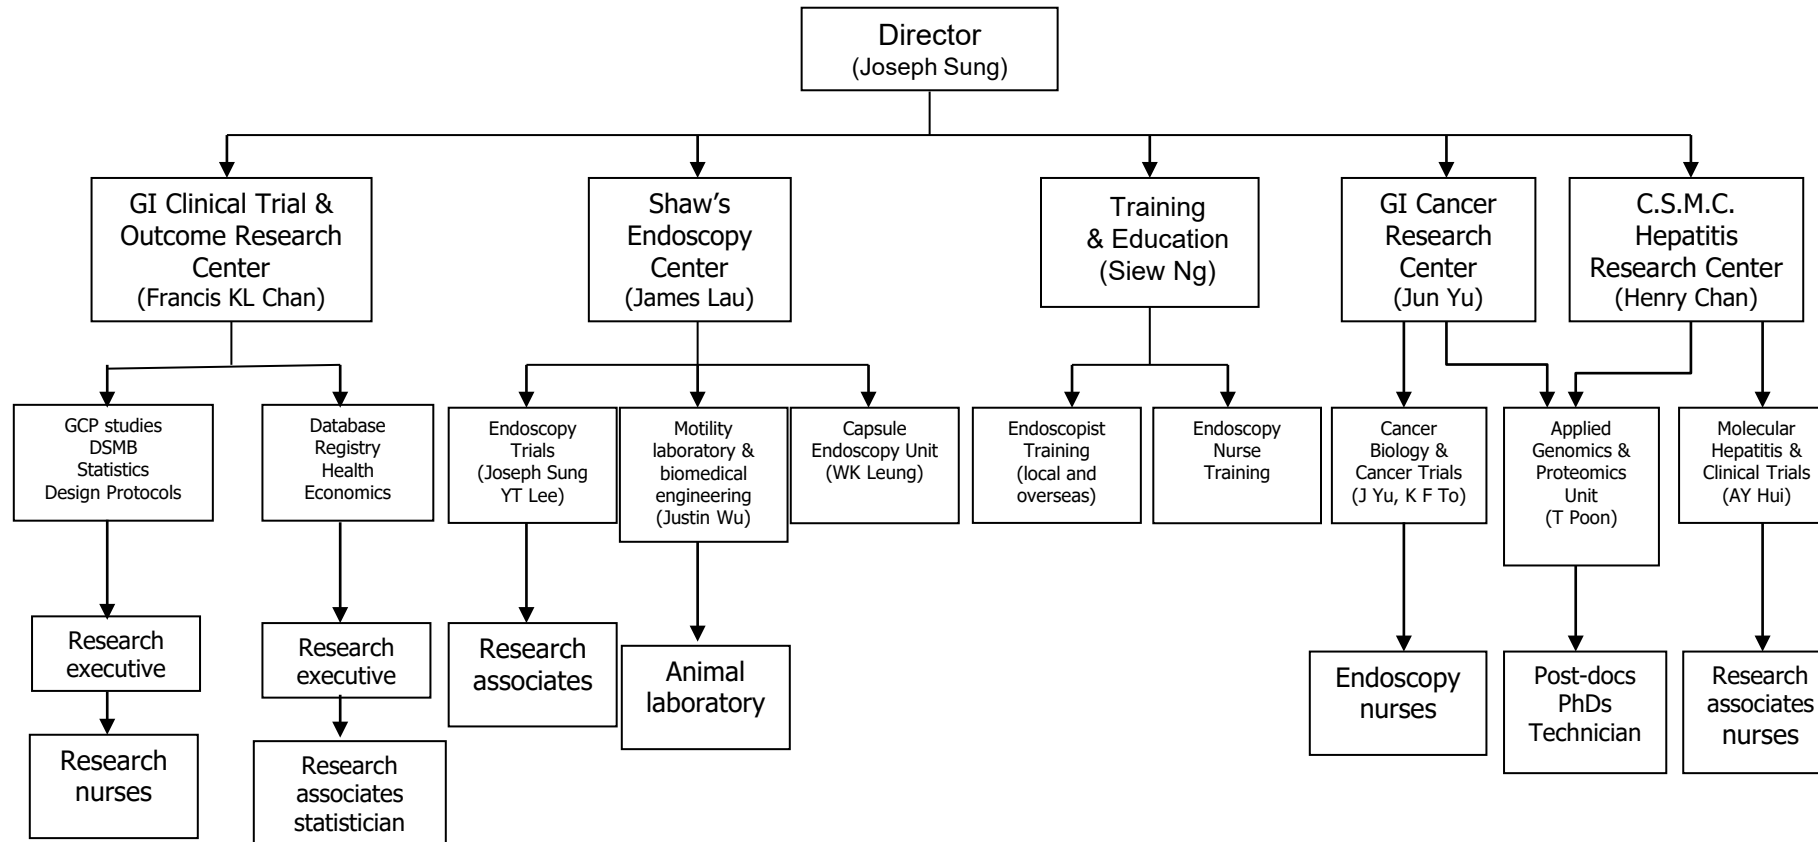 Director
(Joseph Sung)
GI Clinical Trial &
Outcome Research
Center
(Francis KL Chan)
Shaw’s
Endoscopy
Center
(James Lau)
Training
& Education
(Siew Ng)
GI Cancer
Research
Center
(Jun Yu)
C.S.M.C.
Hepatitis
Research Center
(Henry Chan)
GCP studies
DSMB
Statistics
Design Protocols
Database
Registry
Health
Economics
Endoscopy
Trials
(Joseph Sung
YT Lee)
Motility
laboratory &
biomedical
engineering
(Justin Wu)
Capsule
Endoscopy Unit
(WK Leung)
Endoscopist
Training
(local and
overseas)
Endoscopy
Nurse
Training
Cancer
Biology &
Cancer Trials
(J Yu, K F To)
Applied
Genomics &
Proteomics
Unit
(T Poon)
Molecular
Hepatitis &
Clinical Trials
(AY Hui)
Research
executive
Research
executive
Research
associates
Animal
laboratory
Endoscopy
nurses
Post-docs
PhDs
Technician
Research
associates
nurses
Research
nurses
Research
associates
statistician